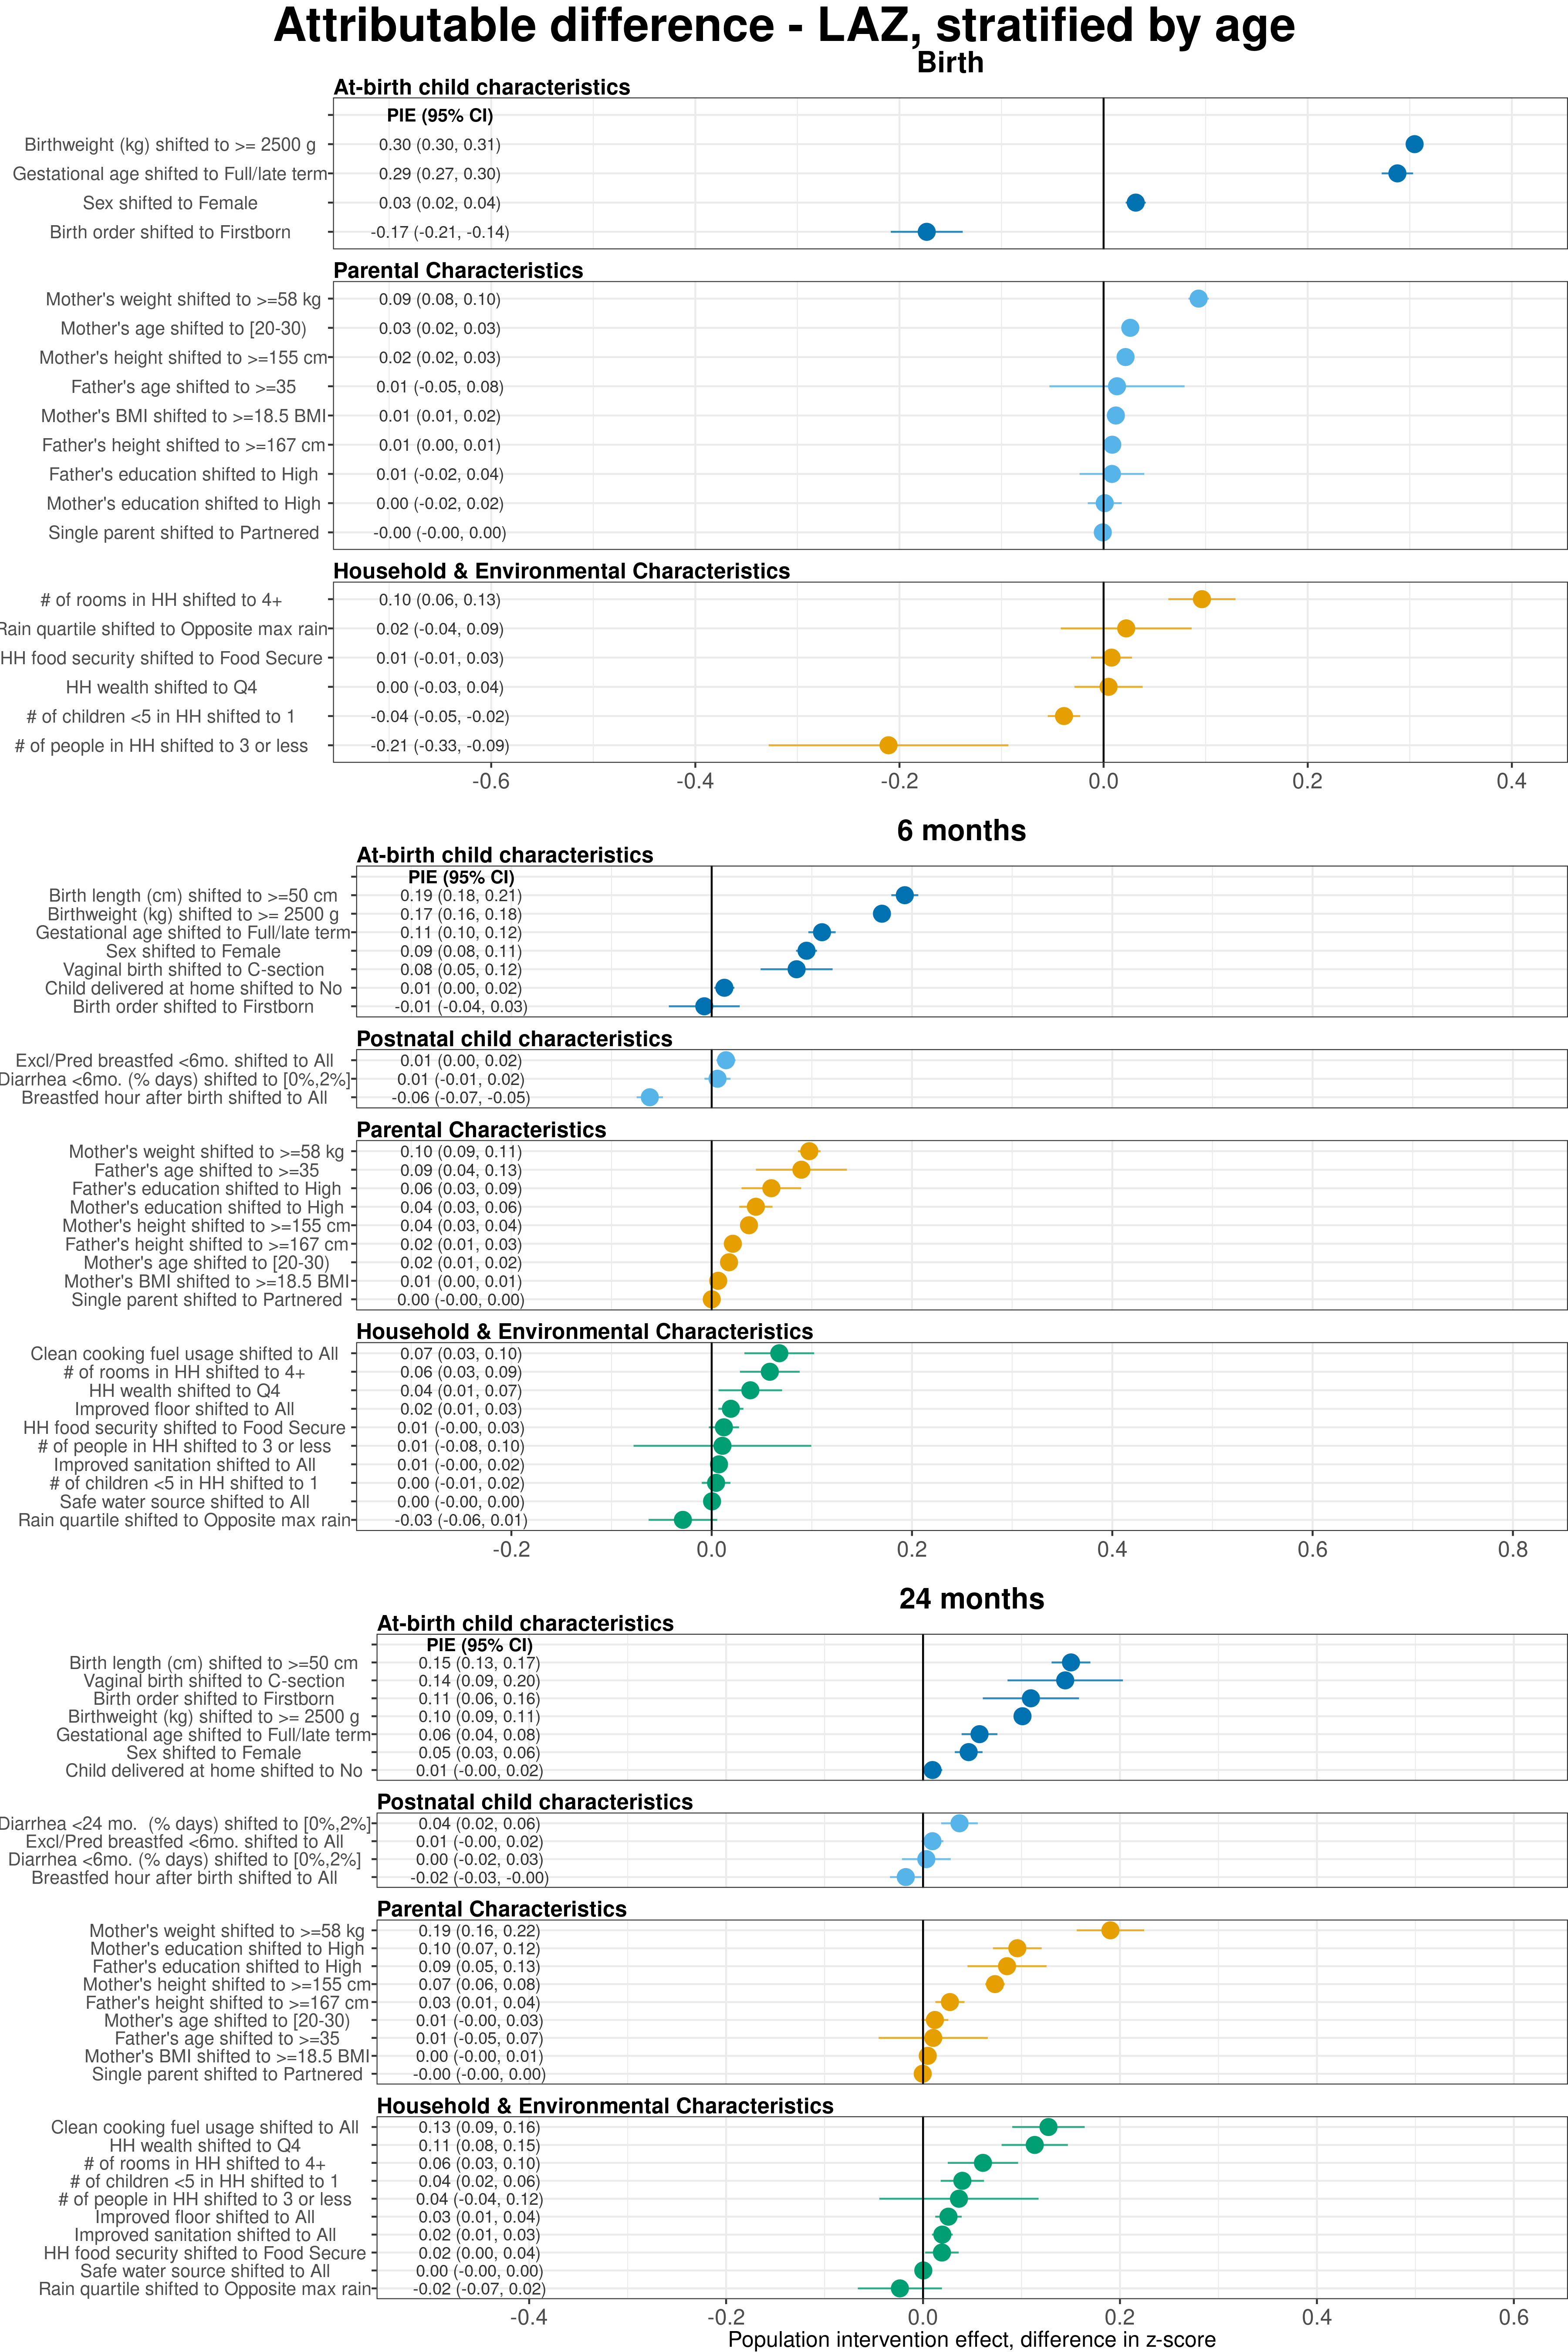 Attributable difference - LAZ, stratified by age
Birth
At-birth child characteristics
PIE (95% CI)
Birthweight (kg) shifted to >= 2500 g 0.30 (0.30, 0.31)
Gestational age shifted to Full/late term 0.29 (0.27, 0.30)
Sex shifted to Female 0.03 (0.02, 0.04)
Birth order shifted to Firstborn -0.17 (-0.21, -0.14)
Parental Characteristics
Mother's weight shifted to >=58 kg 0.09 (0.08, 0.10)
Mother's age shifted to [20-30) 0.03 (0.02, 0.03)
Mother's height shifted to >=155 cm 0.02 (0.02, 0.03)
Father's age shifted to >=35 0.01 (-0.05, 0.08)
Mother's BMI shifted to >=18.5 BMI 0.01 (0.01, 0.02)
Father's height shifted to >=167 cm 0.01 (0.00, 0.01)
Father's education shifted to High 0.01 (-0.02, 0.04)
Mother's education shifted to High 0.00 (-0.02, 0.02)
Single parent shifted to Partnered -0.00 (-0.00, 0.00)
Household & Environmental Characteristics
# of rooms in HH shifted to 4+ 0.10 (0.06, 0.13)
Rain quartile shifted to Opposite max rain 0.02 (-0.04, 0.09)
HH food security shifted to Food Secure 0.01 (-0.01, 0.03)
HH wealth shifted to Q4 0.00 (-0.03, 0.04)
# of children <5 in HH shifted to 1 -0.04 (-0.05, -0.02)
# of people in HH shifted to 3 or less -0.21 (-0.33, -0.09)
-0.6 -0.4 -0.2 0.0 0.2 0.4
6 months
At-birth child characteristics
PIE (95% CI)
Birth length (cm) shifted to >=50 cm 0.19 (0.18, 0.21)
Birthweight (kg) shifted to >= 2500 g 0.17 (0.16, 0.18)
Gestational age shifted to Full/late term 0.11 (0.10, 0.12)
Sex shifted to Female 0.09 (0.08, 0.11)
Vaginal birth shifted to C-section 0.08 (0.05, 0.12)
Child delivered at home shifted to No 0.01 (0.00, 0.02)
Birth order shifted to Firstborn -0.01 (-0.04, 0.03)
Postnatal child characteristics
Excl/Pred breastfed <6mo. shifted to All 0.01 (0.00, 0.02)
Diarrhea <6mo. (% days) shifted to [0%,2%] 0.01 (-0.01, 0.02)
Breastfed hour after birth shifted to All -0.06 (-0.07, -0.05)
Parental Characteristics
Mother's weight shifted to >=58 kg 0.10 (0.09, 0.11)
Father's age shifted to >=35 0.09 (0.04, 0.13)
Father's education shifted to High 0.06 (0.03, 0.09)
Mother's education shifted to High 0.04 (0.03, 0.06)
Mother's height shifted to >=155 cm 0.04 (0.03, 0.04)
Father's height shifted to >=167 cm 0.02 (0.01, 0.03)
Mother's age shifted to [20-30) 0.02 (0.01, 0.02)
Mother's BMI shifted to >=18.5 BMI 0.01 (0.00, 0.01)
Single parent shifted to Partnered 0.00 (-0.00, 0.00)
Household & Environmental Characteristics
Clean cooking fuel usage shifted to All 0.07 (0.03, 0.10)
# of rooms in HH shifted to 4+ 0.06 (0.03, 0.09)
HH wealth shifted to Q4 0.04 (0.01, 0.07)
Improved floor shifted to All 0.02 (0.01, 0.03)
HH food security shifted to Food Secure 0.01 (-0.00, 0.03)
# of people in HH shifted to 3 or less 0.01 (-0.08, 0.10)
Improved sanitation shifted to All 0.01 (-0.00, 0.02)
# of children <5 in HH shifted to 1 0.00 (-0.01, 0.02)
Safe water source shifted to All 0.00 (-0.00, 0.00)
Rain quartile shifted to Opposite max rain -0.03 (-0.06, 0.01)
-0.2 0.0 0.2 0.4 0.6 0.8
24 months
At-birth child characteristics
PIE (95% CI)
Birth length (cm) shifted to >=50 cm 0.15 (0.13, 0.17)
Vaginal birth shifted to C-section 0.14 (0.09, 0.20)
Birth order shifted to Firstborn 0.11 (0.06, 0.16)
Birthweight (kg) shifted to >= 2500 g 0.10 (0.09, 0.11)
Gestational age shifted to Full/late term 0.06 (0.04, 0.08)
Sex shifted to Female 0.05 (0.03, 0.06)
Child delivered at home shifted to No 0.01 (-0.00, 0.02)
Postnatal child characteristics
Diarrhea <24 mo. (% days) shifted to [0%,2%] 0.04 (0.02, 0.06)
Excl/Pred breastfed <6mo. shifted to All 0.01 (-0.00, 0.02)
Diarrhea <6mo. (% days) shifted to [0%,2%] 0.00 (-0.02, 0.03)
Breastfed hour after birth shifted to All -0.02 (-0.03, -0.00)
Parental Characteristics
Mother's weight shifted to >=58 kg 0.19 (0.16, 0.22)
Mother's education shifted to High 0.10 (0.07, 0.12)
Father's education shifted to High 0.09 (0.05, 0.13)
Mother's height shifted to >=155 cm 0.07 (0.06, 0.08)
Father's height shifted to >=167 cm 0.03 (0.01, 0.04)
Mother's age shifted to [20-30) 0.01 (-0.00, 0.03)
Father's age shifted to >=35 0.01 (-0.05, 0.07)
Mother's BMI shifted to >=18.5 BMI 0.00 (-0.00, 0.01)
Single parent shifted to Partnered -0.00 (-0.00, 0.00)
Household & Environmental Characteristics
Clean cooking fuel usage shifted to All 0.13 (0.09, 0.16)
HH wealth shifted to Q4 0.11 (0.08, 0.15)
# of rooms in HH shifted to 4+ 0.06 (0.03, 0.10)
# of children <5 in HH shifted to 1 0.04 (0.02, 0.06)
# of people in HH shifted to 3 or less 0.04 (-0.04, 0.12)
Improved floor shifted to All 0.03 (0.01, 0.04)
Improved sanitation shifted to All 0.02 (0.01, 0.03)
HH food security shifted to Food Secure 0.02 (0.00, 0.04)
Safe water source shifted to All 0.00 (-0.00, 0.00)
Rain quartile shifted to Opposite max rain -0.02 (-0.07, 0.02)
-0.4 -0.2 0.0 0.2 0.4 0.6
Population intervention effect, difference in z-score